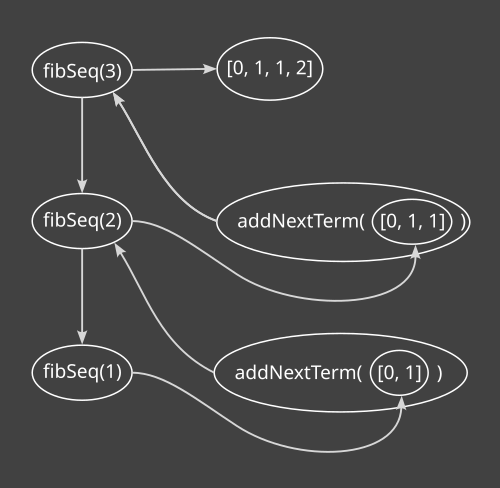 fibSeq(3)
[0, 1, 1, 2]
fibSeq(2)
addNextTerm( [0, 1, 1] )
fibSeq(1)
addNextTerm( [0, 1] )